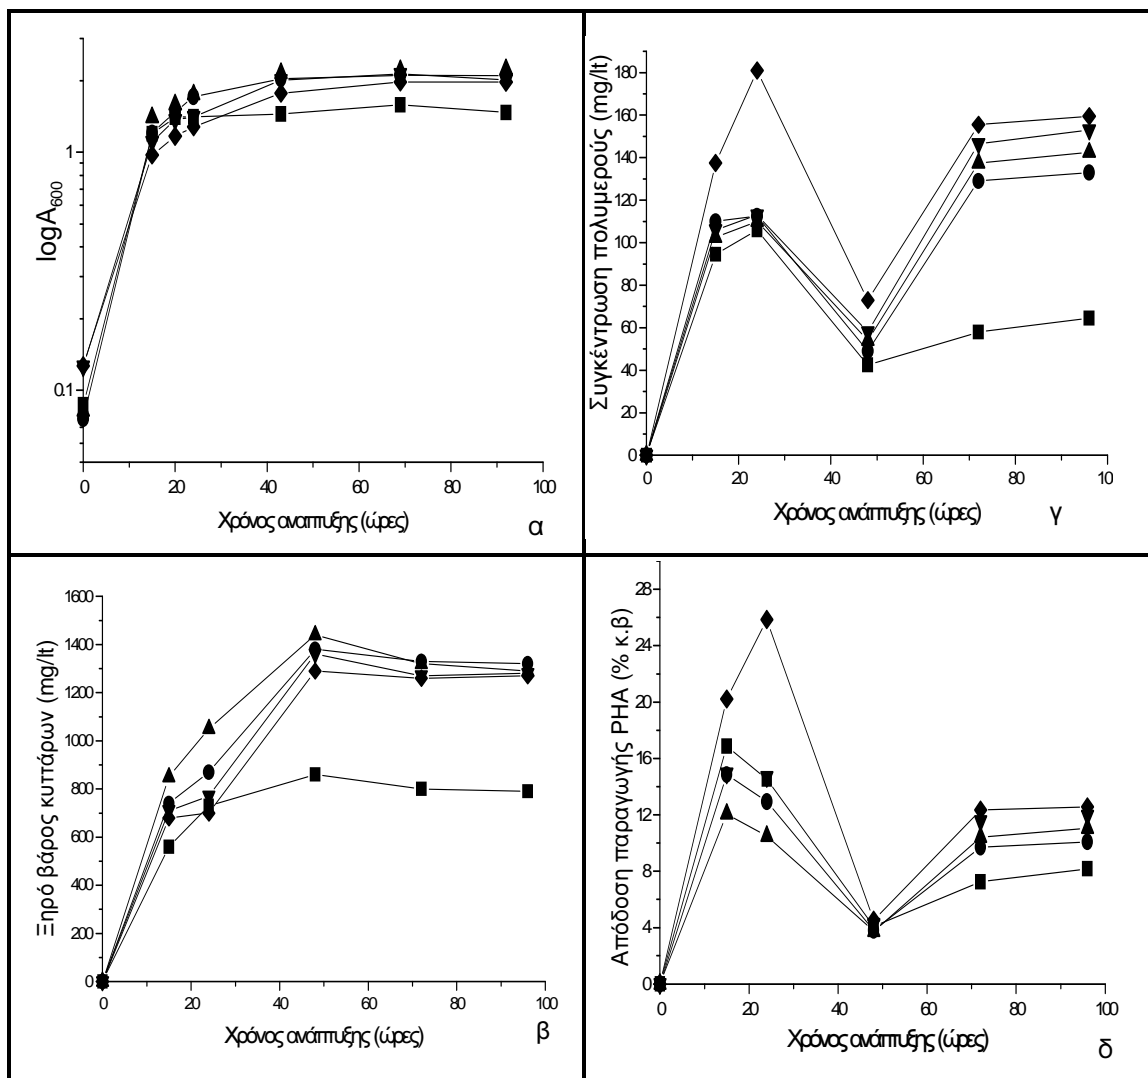 logA600
1
0.1
0 20 40 60 80 100
Χρόνος αναπτυξης (ώρες)
α
Συγκέντρωση πολυμερούς (mg/lt)
180
160
140
120
100
80
60
40
20
0
0 20 40 60 80 10
Χρόνος ανάπτυξης (ώρες)
γ
Ξηρό βάρος κυττάρων (mg/lt)
1600
1400
1200
1000
800
600
400
200
0
0 20 40 60 80 100
Χρόνος ανάπτυξης (ώρες)
β
Απόδοση παραγωγής PHA (% κ.β)
28
24
20
16
12
8
4
0
0 20 40 60 80 100
Χρόνος ανάπτυξης (ώρες)
δ